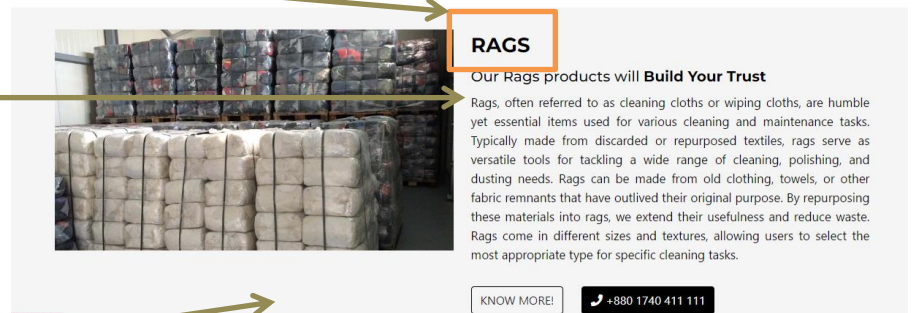 RAGS
Our Rags products will Build Your Trust
Rags, often referred to as cleaning cloths or wiping cloths, are humble
yet essential items used for various cleaning and maintenance tasks.
Typically made from discarded or repurposed textiles, rags serve as
versatile tools for tackling a wide range of cleaning, polishing, and
dusting needs. Rags can be made from old clothing, towels, or other
fabric remnants that have outlived their original purpose. By repurposing
these materials into rags, we extend their usefulness and reduce waste.
Rags come in different sizes and textures, allowing users to select the
most appropriate type for specific cleaning tasks.
KNOW MORE!
+880 1740 411 111